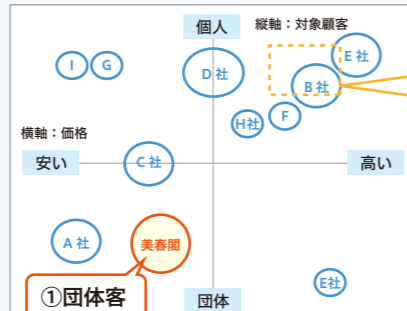 個人
縦軸：対象顧客
I
G
D社
E社
B社
H社
F
横軸：価格
安い
C社
高い
A社
美春閣
E社
①団体客
団体